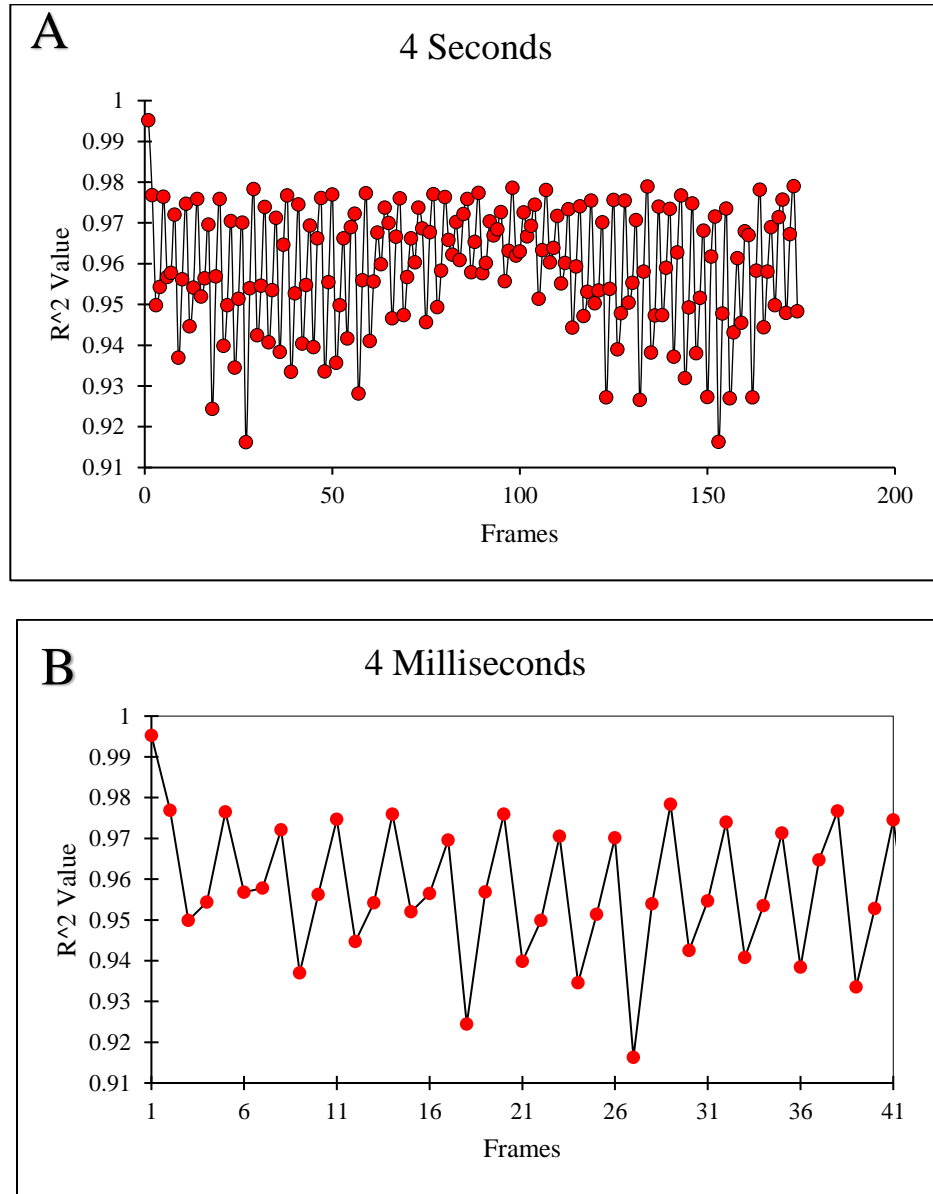 A
4 Seconds
1
0.99
0.98
0.97
0.96
0.95
0.94
0.93
0.92
0.91
R^2 Value
0 50 100 150 200
Frames
B
4 Milliseconds
1
0.99
0.98
0.97
0.96
0.95
0.94
0.93
0.92
0.91
R^2 Value
1 6 11 16 21 26 31 36 41
Frames